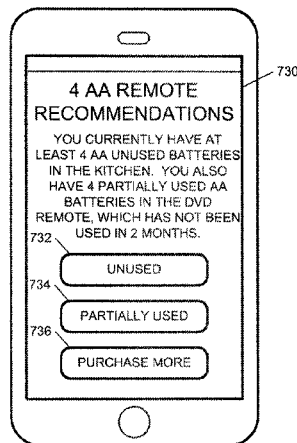 730
4 AA REMOTE
RECOMMENDATIONS
YOU CURRENTLY HAVE AT
LEAST 4 AA UNUSED BATTERIES
IN THE KITCHEN. YOU ALSO
HAVE 4 PARTIALLY USED AA
BATTERIES IN THE DVD
REMOTE, WHICH HAS NOT BEEN
USED IN 2 MONTHS.
732
UNUSED
734
PARTIALLY USED
736
PURCHASE MORE